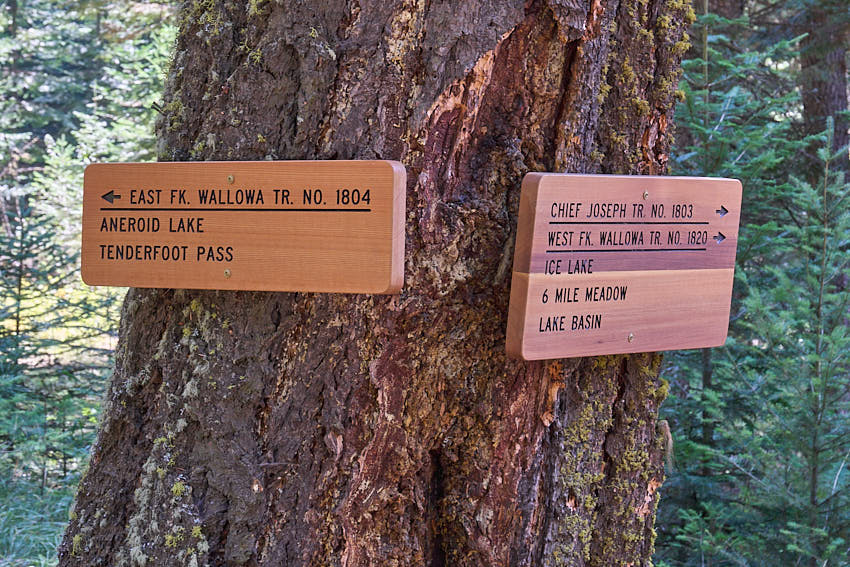 ← EAST FK. WALLOWA TR. NO. 1804
ANEROID LAKE
TENDERFOOT PASS
CHIEF JOSEPH TR. NO. 1803 →
WEST FK. WALLOWA TR. NO. 1820 →
ICE LAKE
6 MILE MEADOW
LAKE BASIN